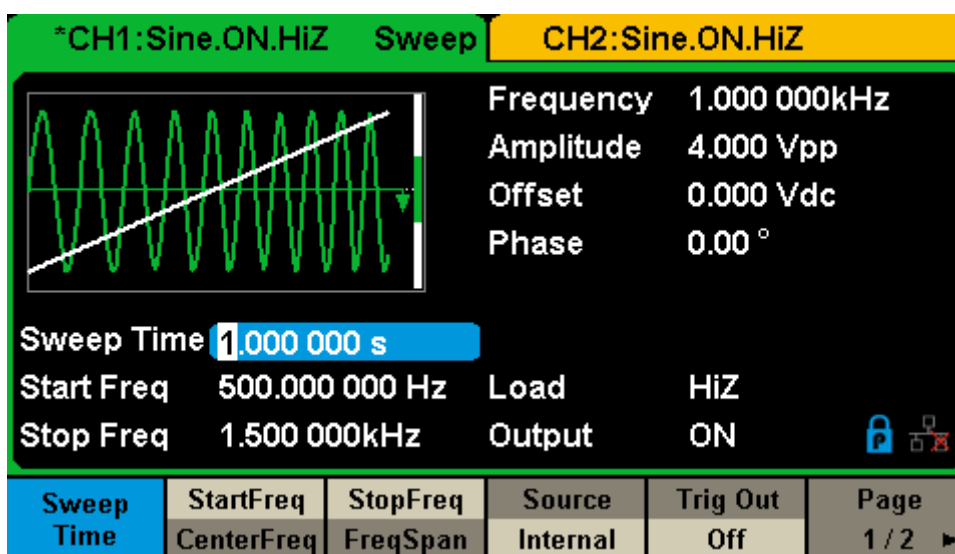 *CH1:Sine.ON.HiZ Sweep CH2:Sine.ON.HiZ
Frequency 1.000 000kHz
Amplitude 4.000 Vpp
Offset 0.000 Vdc
Phase 0.00 °
Sweep Time 1.000 000 s
Start Freq 500.000 000 Hz Load HiZ
Stop Freq 1.500 000kHz Output ON P
Sweep Time StartFreq StopFreq Source Trig Out Page
CenterFreq FreqSpan Internal Off 1/2